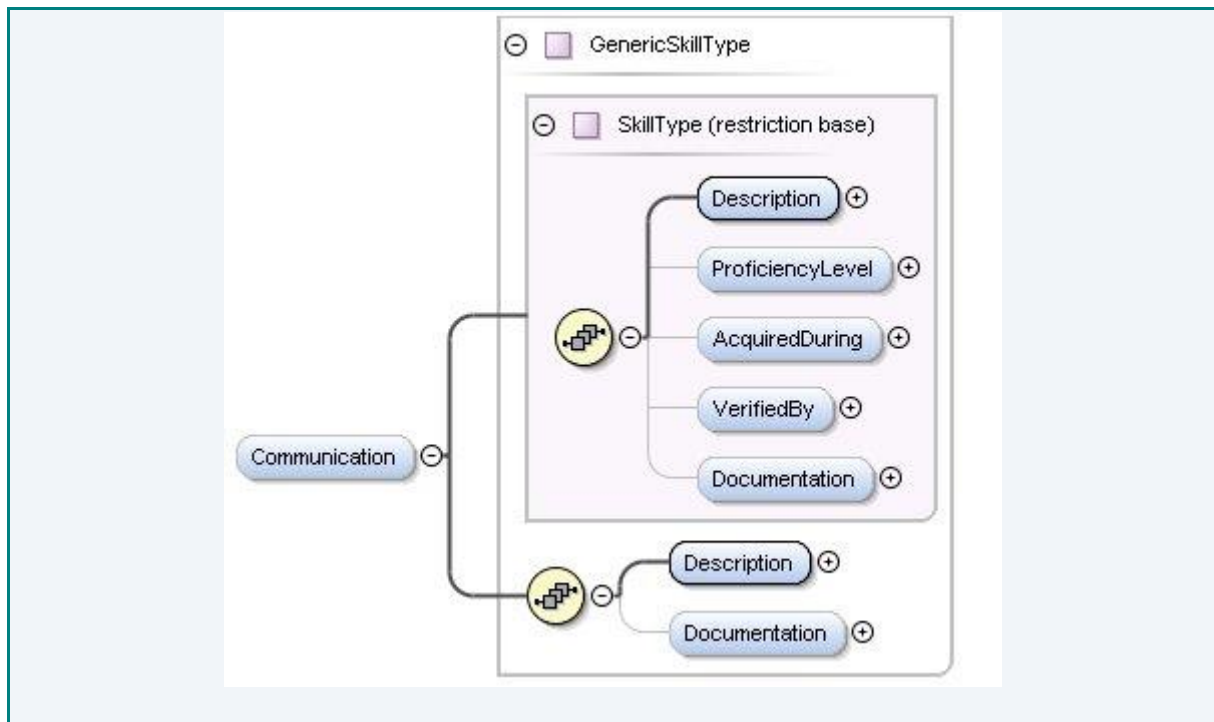 GenericSkillType
SkillType (restriction base)
Description
ProficiencyLevel
AcquiredDuring
VerifiedBy
Documentation
Communication
Description
Documentation